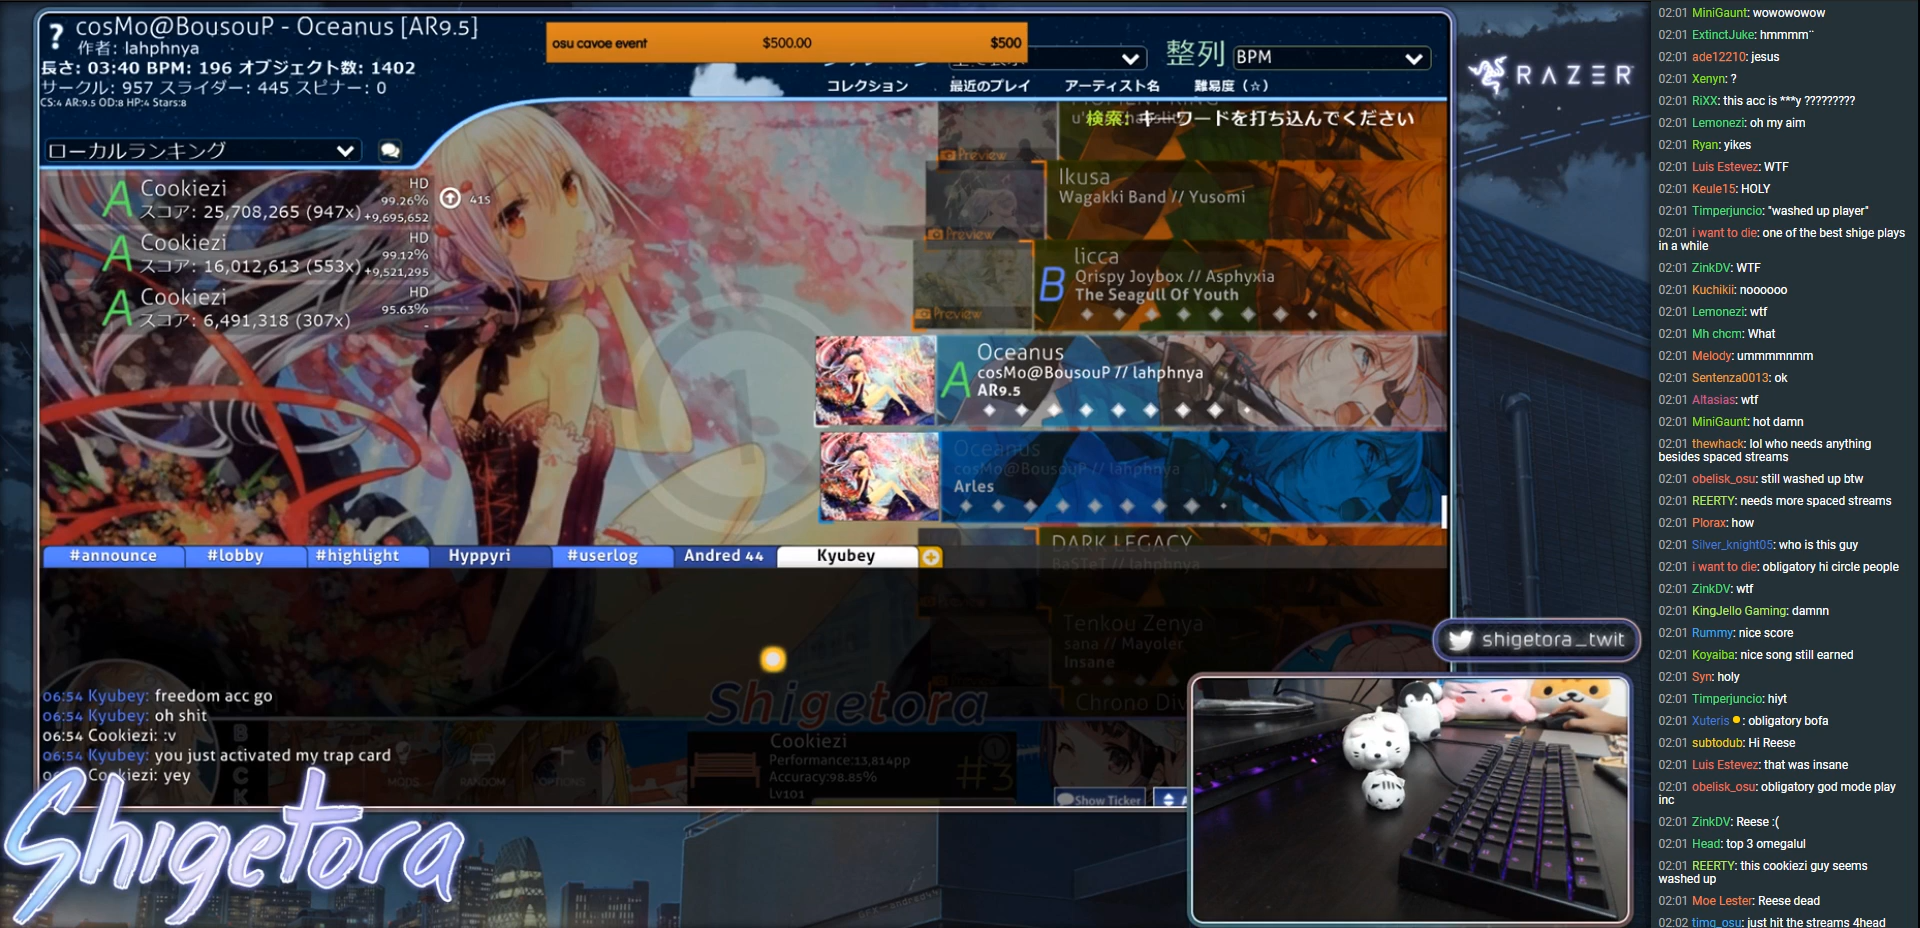 cosMo@BousouP - Oceanus [AR9.5]
作者: lahphnya
長さ: 03:40 BPM: 196 オブジェクト数: 1402
サークル: 957 スライダー: 445 スピナー: 0
CS:4 AR:9.5 OD:8 HP:4 Stars:8
osu cavoe event $500.00 $500
整列 BPM
コレクション 最近のプレイ アーティスト名 難易度 (☆)
検索: キーワードを打ち込んでください
ローカルランキング
A Cookiezi HD
99.26%
スコア: 25,708,265 (947x) +9,695,652
415
A Cookiezi HD
99.12%
スコア: 16,012,613 (553x) +9,521,295
A Cookiezi HD
95.63%
スコア: 6,491,318 (307x) -
Preview
Ikusa
Wagakki Band // Yusomi
Preview
licca
B Qrispy Joybox // Asphyxia
The Seagull Of Youth
Preview
Oceanus
A cosMo@BousouP // lahphnya
AR9.5
Oceanus
cosMo@BousouP // lahphnya
Arles
DARK LEGACY
BaSTeT // lahphnya
Tenkou Zenya
sana // Mayoler
Insane
Chrono Div
#announce #lobby #highlight Hyppyri #userlog Andred 44 Kyubey
06:54 Kyubey: freedom acc go
06:54 Kyubey: oh shit
06:54 Cookiezi: :v
06:54 Kyubey: you just activated my trap card
Cookiezi: yey
MODS RANDOM OPTIONS
Shigetora
Cookiezi
Performance:13,814pp
Accuracy:98.85%
Lv101
#3
Show Ticker
Shigetora
RAZER
shigetora_twit
02:01 MiniGaunt: wowowowow
02:01 ExtinctJuke: hmmmm¨
02:01 ade12210: jesus
02:01 Xenyn: ?
02:01 RiXX: this acc is ***y ?????????
02:01 Lemonezi: oh my aim
02:01 Ryan: yikes
02:01 Luis Estevez: WTF
02:01 Keule15: HOLY
02:01 Timperjuncio: "washed up player"
02:01 i want to die: one of the best shige plays
in a while
02:01 ZinkDV: WTF
02:01 Kuchikii: noooooo
02:01 Lemonezi: wtf
02:01 Mh chcm: What
02:01 Melody: ummmmnmm
02:01 Sentenza0013: ok
02:01 Altasias: wtf
02:01 MiniGaunt: hot damn
02:01 thewhack: lol who needs anything
besides spaced streams
02:01 obelisk_osu: still washed up btw
02:01 REERTY: needs more spaced streams
02:01 Plorax: how
02:01 Silver_knight05: who is this guy
02:01 i want to die: obligatory hi circle people
02:01 ZinkDV: wtf
02:01 KingJello Gaming: damnn
02:01 Rummy: nice score
02:01 Koyaiba: nice song still earned
02:01 Syn: holy
02:01 Timperjuncio: hiyt
02:01 Xuteris: obligatory bofa
02:01 subtodub: Hi Reese
02:01 Luis Estevez: that was insane
02:01 obelisk_osu: obligatory god mode play
inc
02:01 ZinkDV: Reese :(
02:01 Head: top 3 omegalul
02:01 REERTY: this cookiezi guy seems
washed up
02:01 Moe Lester: Reese dead
02:02 timg_osu: just hit the streams 4head